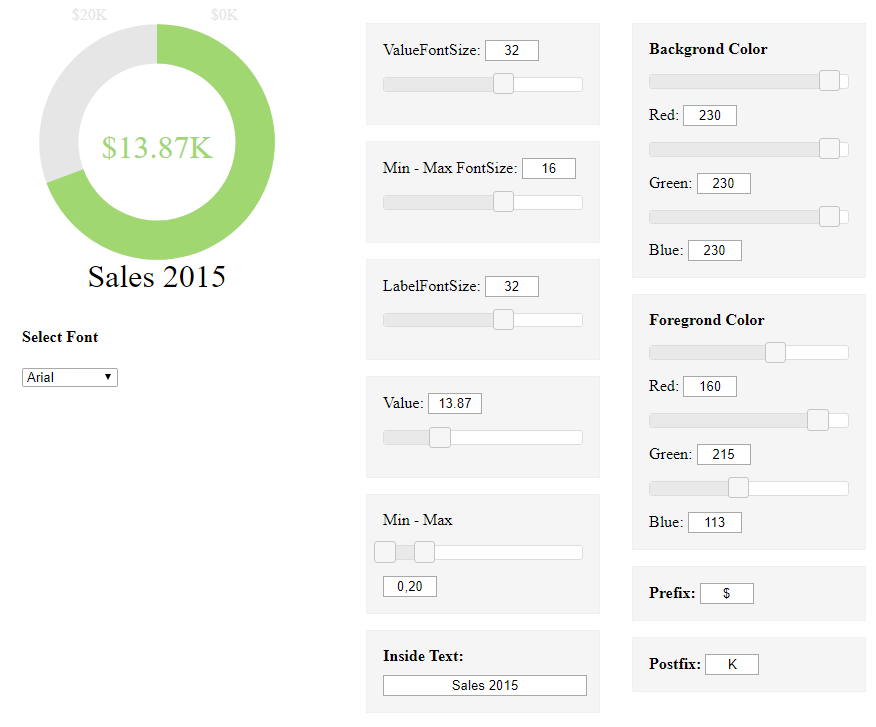 $20K $0K
$13.87K
Sales 2015
Select Font
Arial
ValueFontSize: 32
Min - Max FontSize: 16
LabelFontSize: 32
Value: 13.87
Min - Max
0,20
Inside Text:
Sales 2015
Backgrond Color
Red: 230
Green: 230
Blue: 230
Foregrond Color
Red: 160
Green: 215
Blue: 113
Prefix: $
Postfix: K